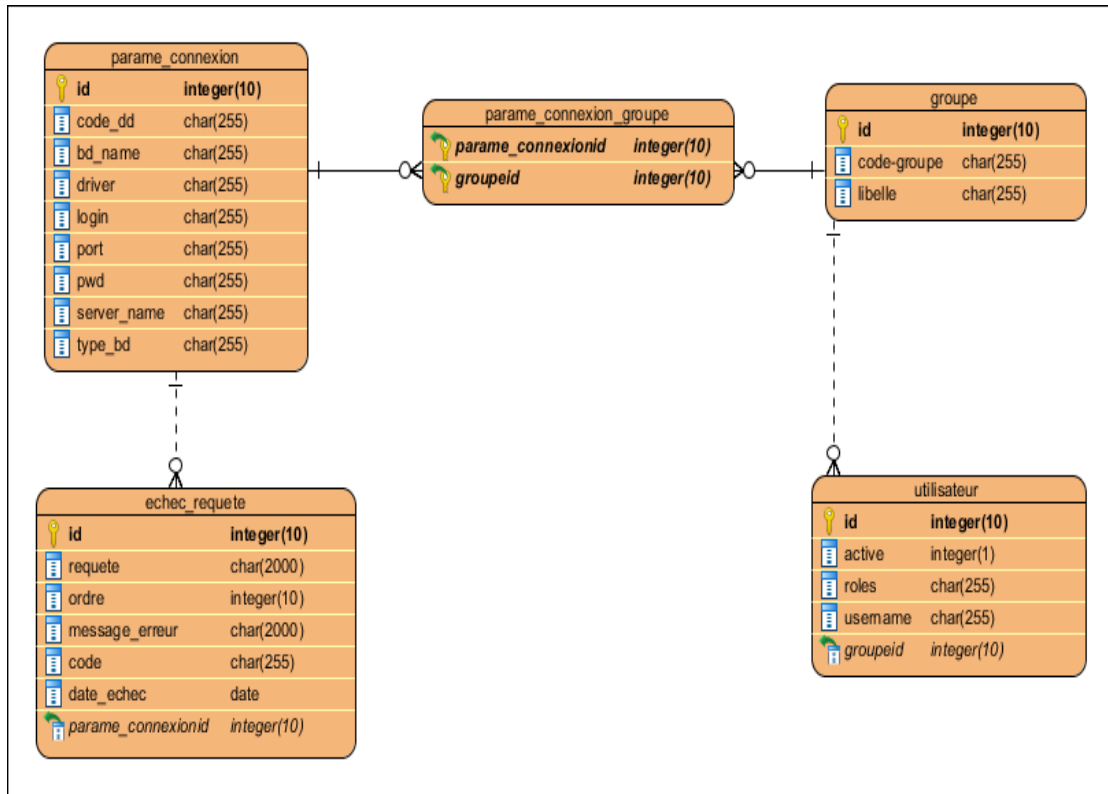 parame_connexion
id integer(10)
code_dd char(255)
bd_name char(255)
driver char(255)
login char(255)
port char(255)
pwd char(255)
server_name char(255)
type_bd char(255)
parame_connexion_groupe
parame_connexionid integer(10)
groupeid integer(10)
groupe
id integer(10)
code-groupe char(255)
libelle char(255)
echec_requete
id integer(10)
requete char(2000)
ordre integer(10)
message_erreur char(2000)
code char(255)
date_echec date
parame_connexionid integer(10)
utilisateur
id integer(10)
active integer(1)
roles char(255)
username char(255)
groupeid integer(10)